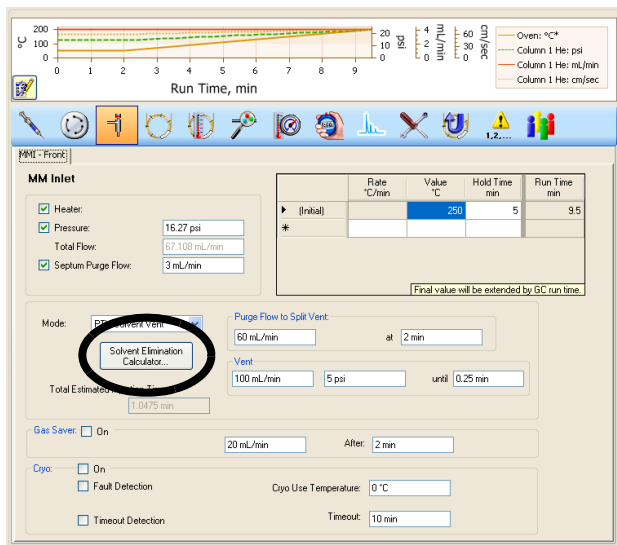 °C
200
100
0
0 1 2 3 4 5 6 7 8 9
Run Time, min
20
10
0
psi
4
2
0
mL/min
60
30
0
cm/sec
Oven: °C*
Column 1 He: psi
Column 1 He: mL/min
Column 1 He: cm/sec
1,2,...
MMI - Front
MM Inlet
Heater:
Pressure: 16.27 psi
Total Flow: 67.108 mL/min
Septum Purge Flow: 3 mL/min
Rate °C/min Value °C Hold Time min Run Time min
(Initial) 250 5 9.5
*
Final value will be extended by GC run time.
Mode: Vent
Solvent Elimination
Calculator...
Total Estimated
1.0475 min
Purge Flow to Split Vent:
60 mL/min at 2 min
Vent
100 mL/min 5 psi until 0.25 min
Gas Saver: On
20 mL/min After: 2 min
Cryo: On
Fault Detection Cryo Use Temperature: 0 °C
Timeout Detection Timeout: 10 min